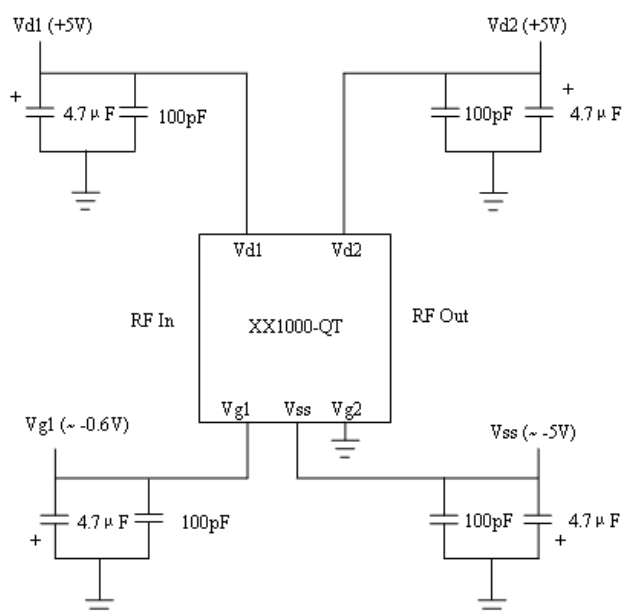 Vd1 (+5V)
Vd2 (+5V)
+
4.7μF
100pF
100pF
+
4.7μF
Vd1
Vd2
RF In
XX1000-QT
RF Out
Vg1
Vss
Vg2
Vg1 (~ -0.6V)
Vss (~ -5V)
4.7μF
+
100pF
100pF
4.7μF
+